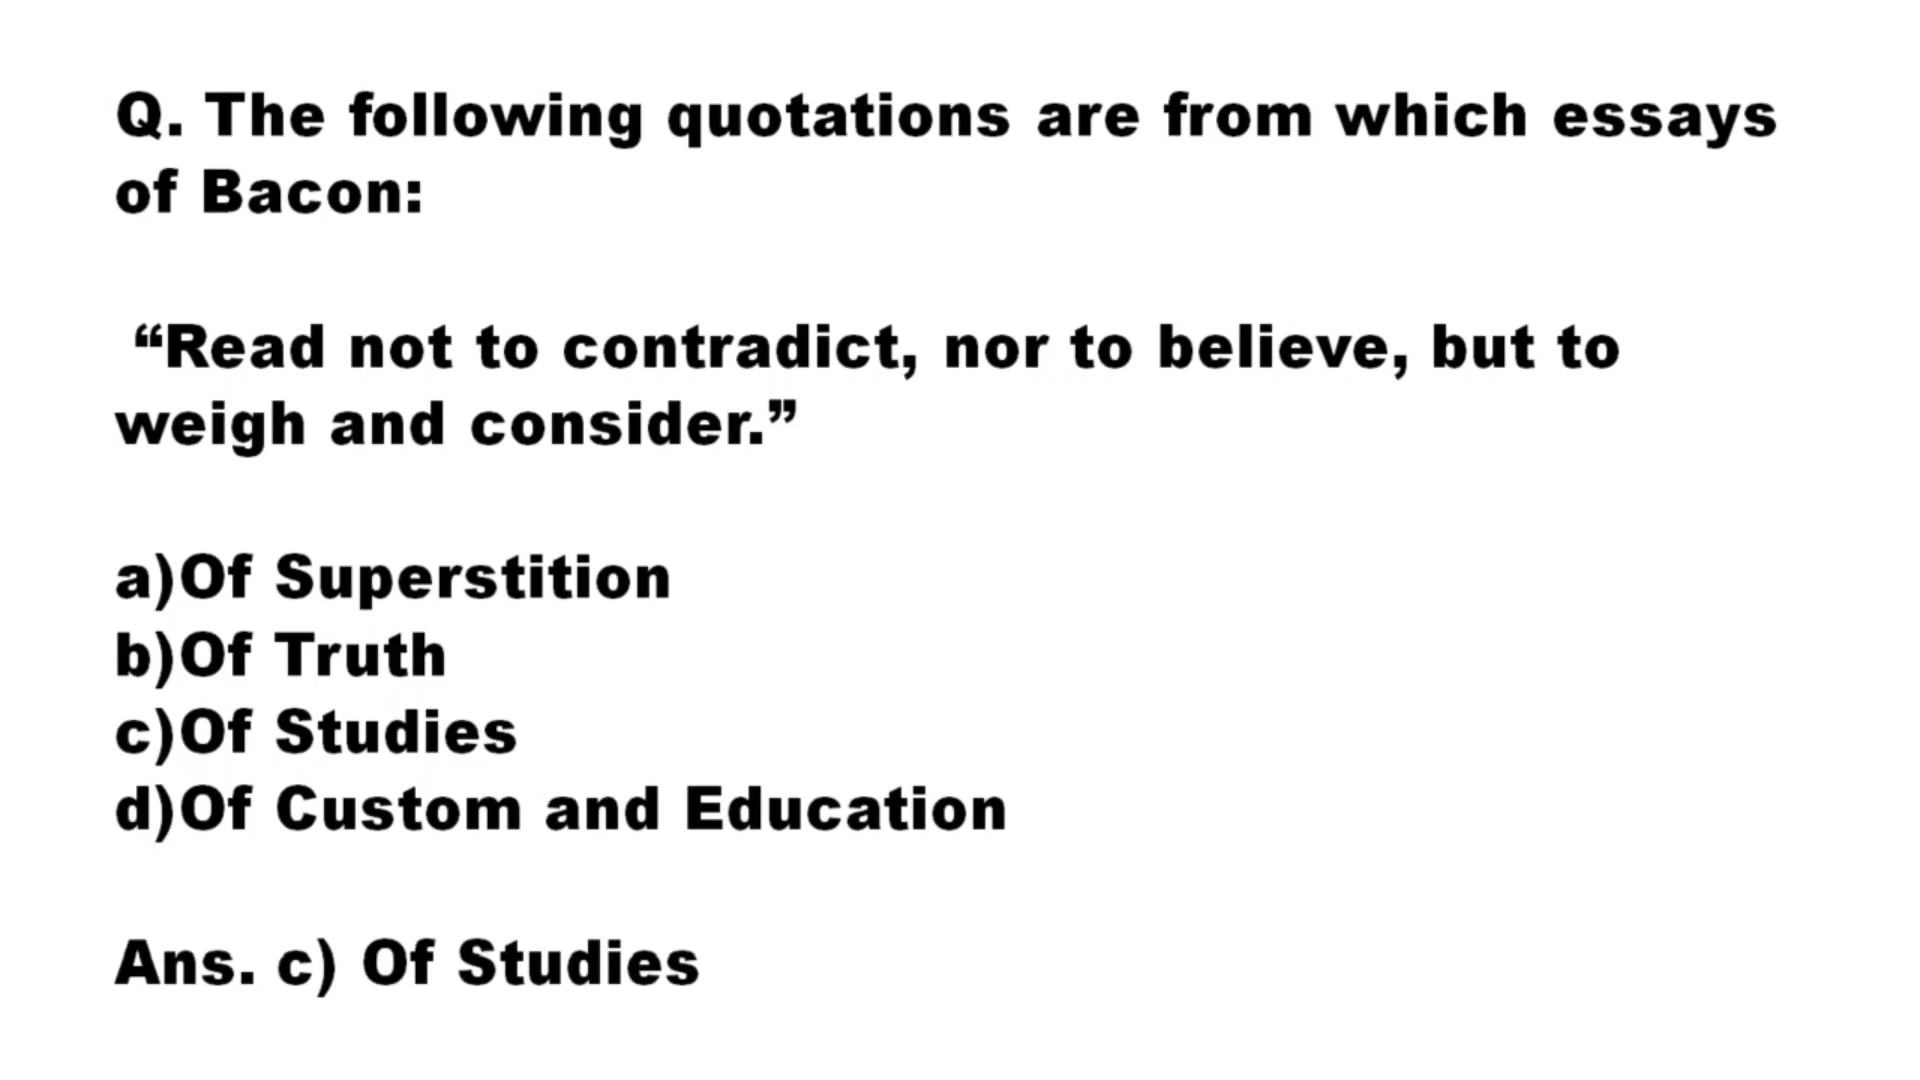 Q. The following quotations are from which essays
of Bacon:
“Read not to contradict, nor to believe, but to
weigh and consider.”
a)Of Superstition
b)Of Truth
c)Of Studies
d)Of Custom and Education
Ans. c) Of Studies